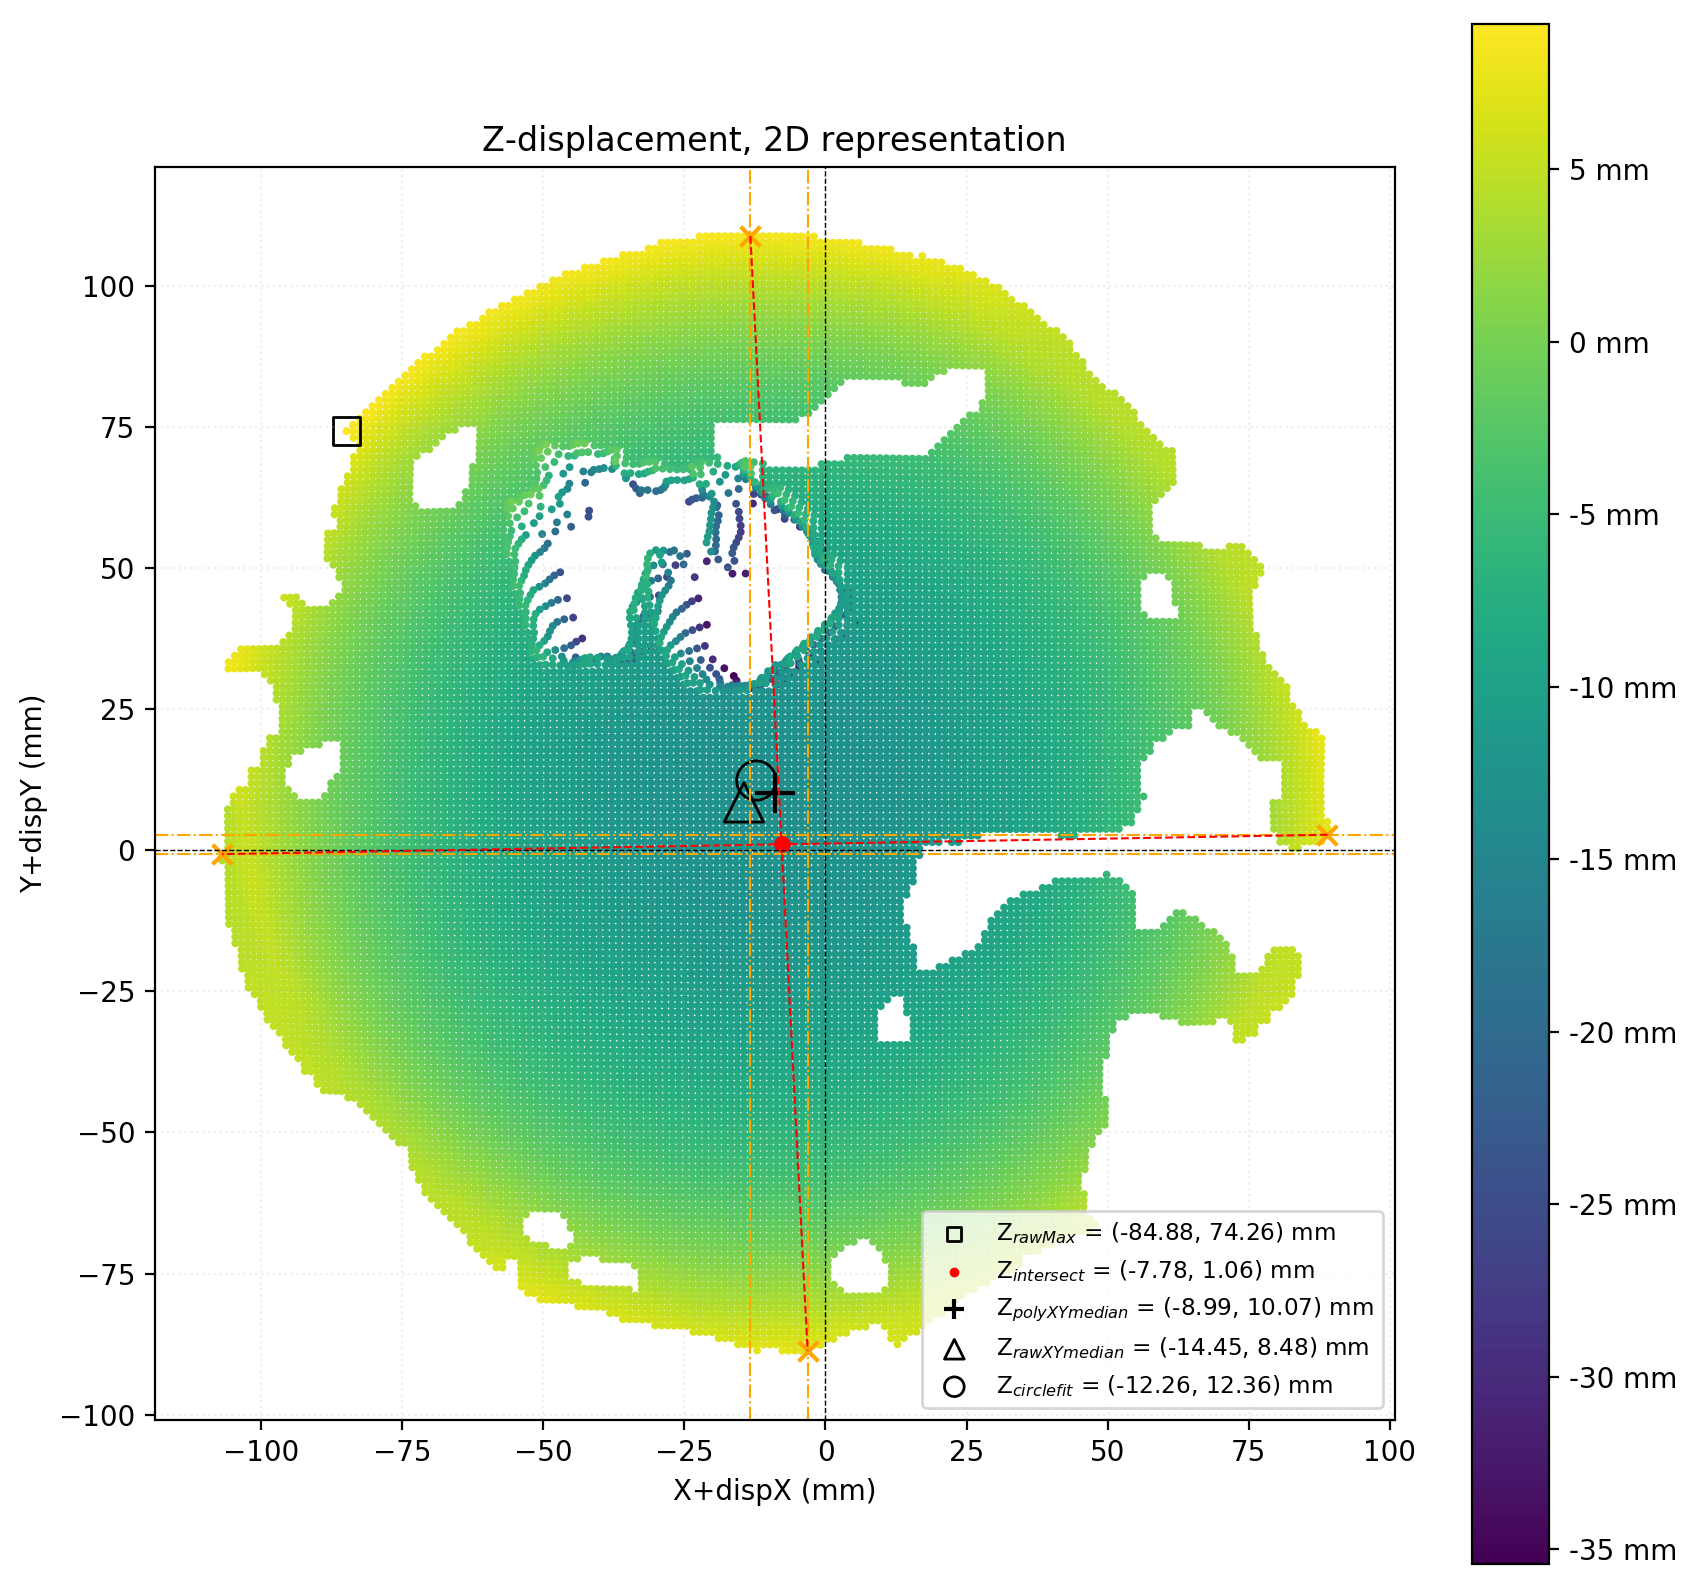 Z-displacement, 2D representation
5 mm
0 mm
-5 mm
-10 mm
-15 mm
-20 mm
-25 mm
-30 mm
-35 mm
Y+dispY (mm)
100
75
50
25
0
−25
−50
−75
−100
−100
−75
−50
−25
0
25
50
75
100
X+dispX (mm)
Z_rawMax = (-84.88, 74.26) mm
Z_intersect = (-7.78, 1.06) mm
Z_polyXYmedian = (-8.99, 10.07) mm
Z_rawXYmedian = (-14.45, 8.48) mm
Z_circlefit = (-12.26, 12.36) mm